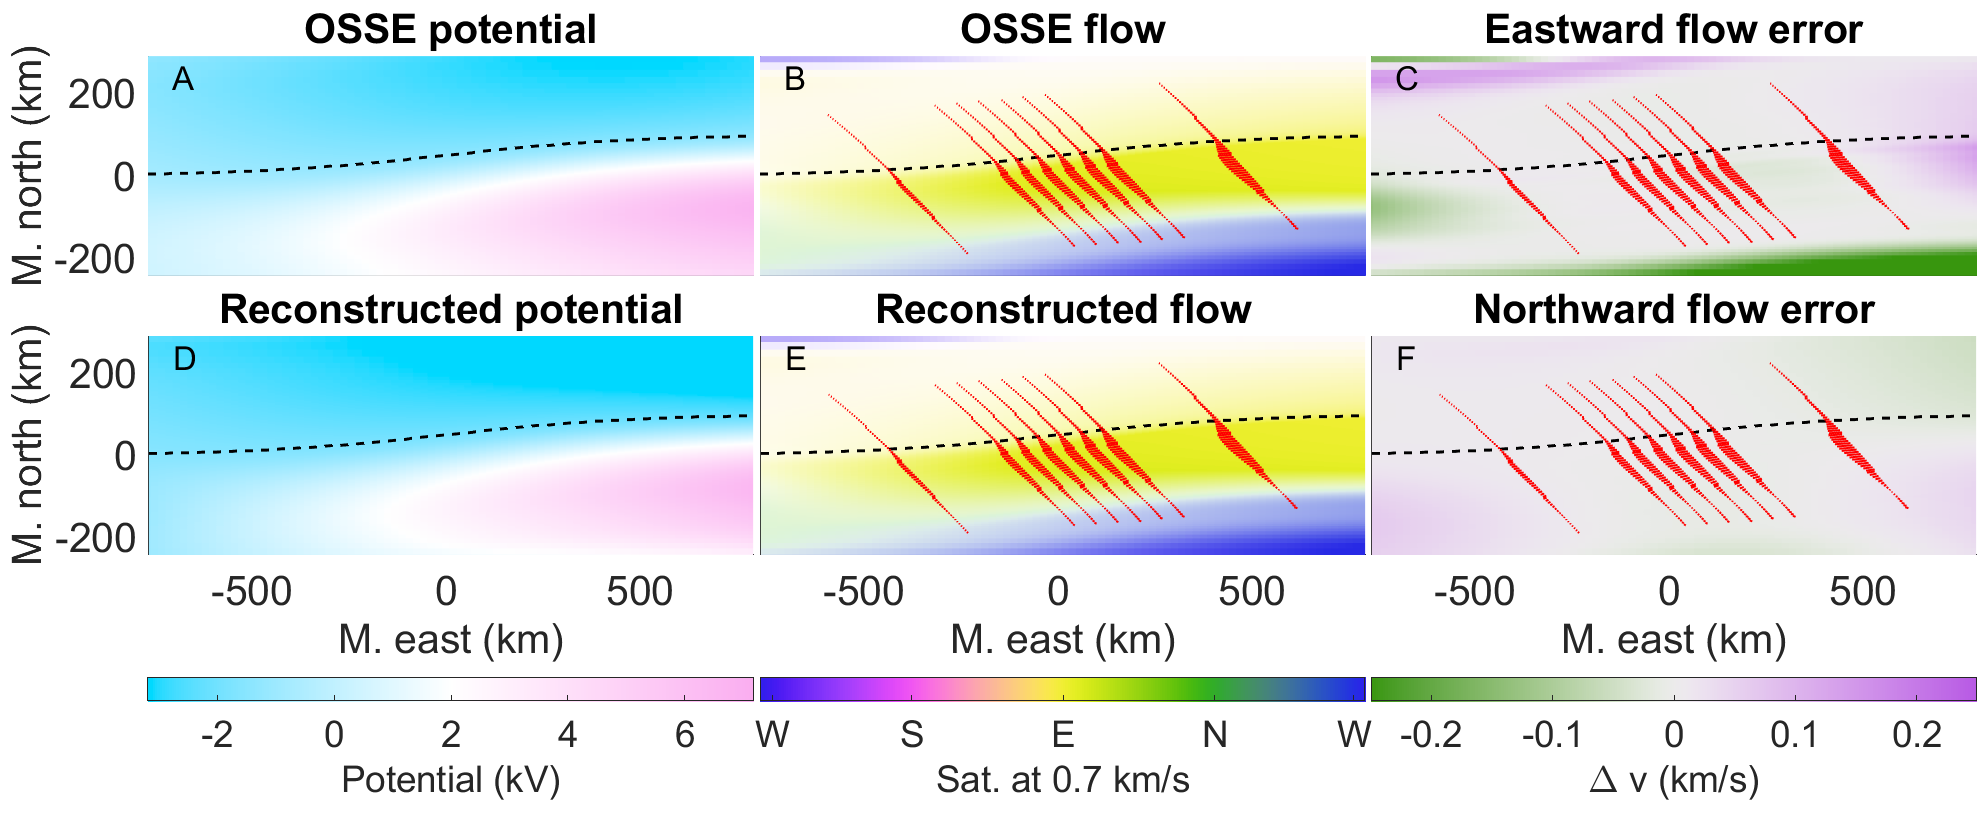 OSSE potential
OSSE flow
Eastward flow error
M. north (km)
200
0
-200
A
B
C
Reconstructed potential
Reconstructed flow
Northward flow error
M. north (km)
200
0
-200
D
E
F
-500 0 500
-500 0 500
-500 0 500
M. east (km)
M. east (km)
M. east (km)
-2 0 2 4 6
W S E N W
-0.2 -0.1 0 0.1 0.2
Potential (kV)
Sat. at 0.7 km/s
Δ v (km/s)